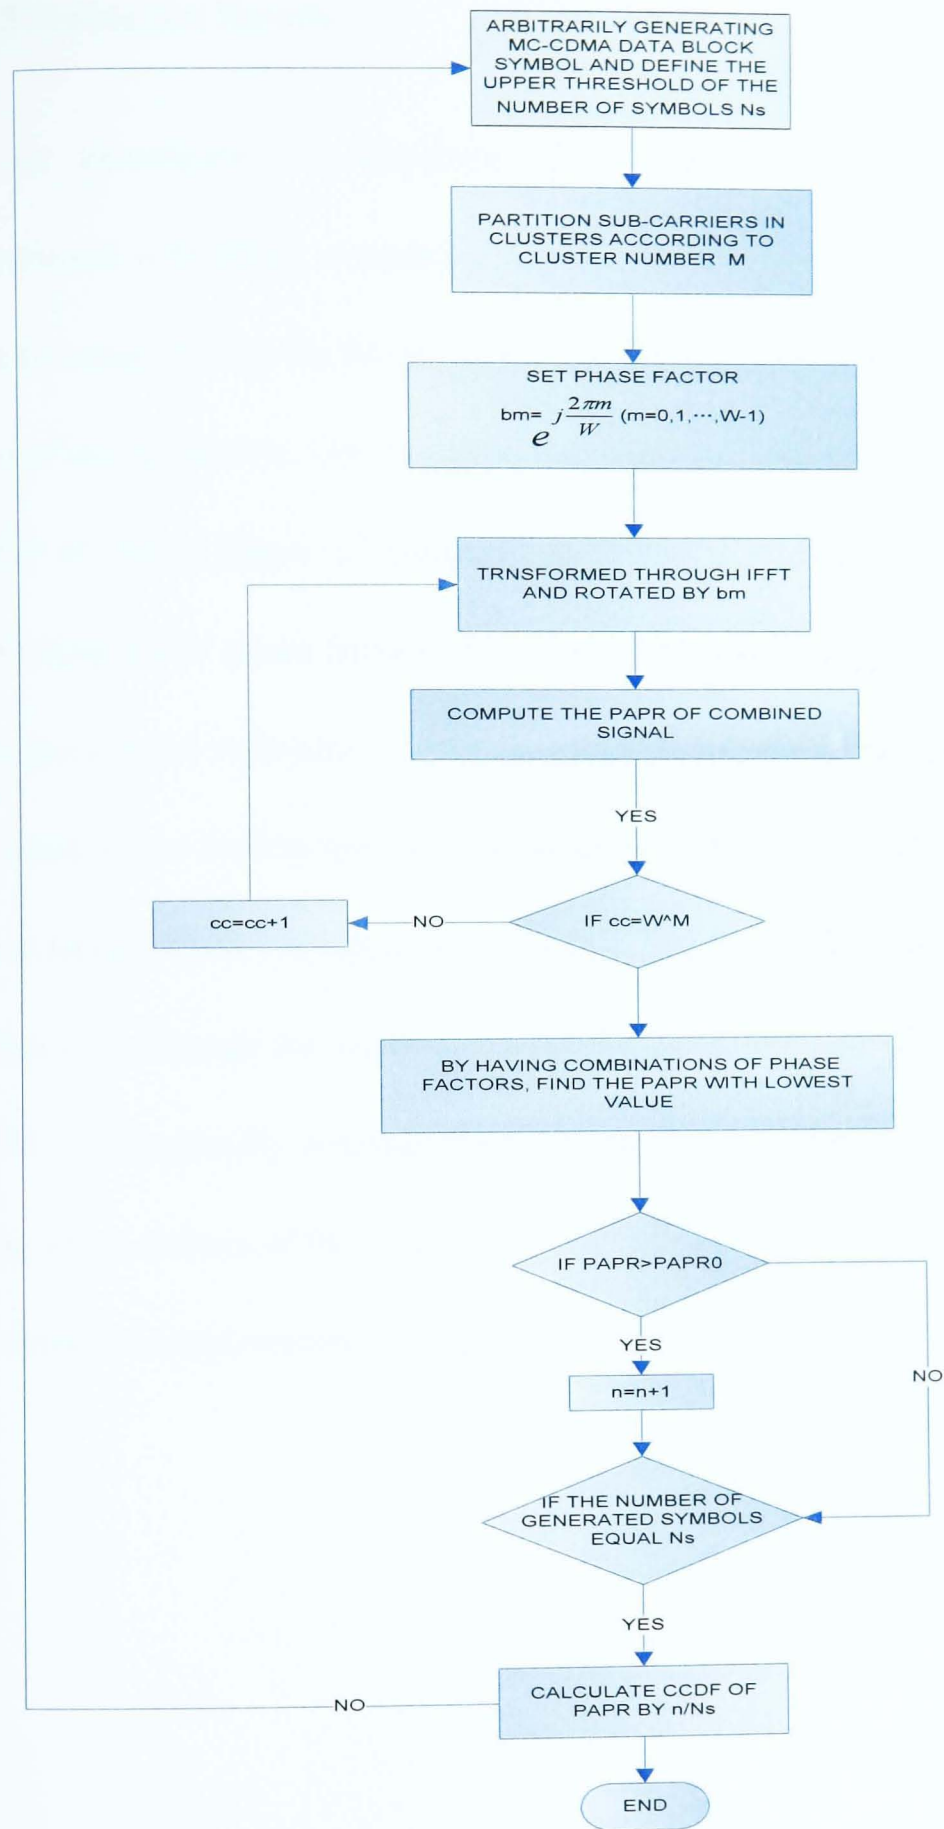 ARBITRARILY GENERATING
MC-CDMA DATA BLOCK
SYMBOL AND DEFINE THE
UPPER THRESHOLD OF THE
NUMBER OF SYMBOLS Ns
PARTITION SUB-CARRIERS IN
CLUSTERS ACCORDING TO
CLUSTER NUMBER M
SET PHASE FACTOR
bm= e^{j\frac{2πm}{W}} (m=0,1,⋯,W-1)
TRNSFORMED THROUGH IFFT
AND ROTATED BY bm
COMPUTE THE PAPR OF COMBINED
SIGNAL
YES
cc=cc+1
NO
IF cc=W^M
BY HAVING COMBINATIONS OF PHASE
FACTORS, FIND THE PAPR WITH LOWEST
VALUE
IF PAPR>PAPR0
YES
NO
n=n+1
IF THE NUMBER OF
GENERATED SYMBOLS
EQUAL Ns
YES
NO
CALCULATE CCDF OF
PAPR BY n/Ns
END